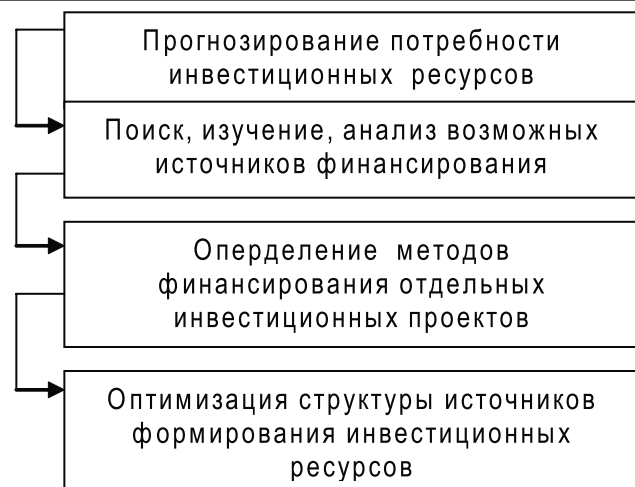 Прогнозирование потребности
инвестиционных ресурсов
Поиск, изучение, анализ возможных
источников финансирования
Оперделение методов
финансирования отдельных
инвестиционных проектов
Оптимизация структуры источников
формирования инвестиционных
ресурсов